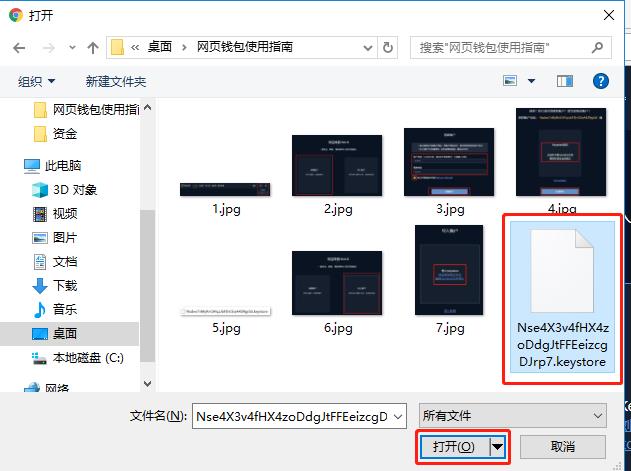 打开
« 桌面 › 网页钱包使用指南
搜索"网页钱包使用指南"
组织
新建文件夹
网页钱包使用指
资金
此电脑
3D 对象
视频
图片
文档
下载
音乐
桌面
本地磁盘 (C:)
网络
1.jpg
2.jpg
3.jpg
4.jpg
5.jpg
6.jpg
7.jpg
Nse4X3v4fHX4z
oDdgJtFFEeizcg
DJrp7.keystore
文件名(N):
Nse4X3v4fHX4zoDdgJtFFEeizcgD
所有文件
打开(O)
取消